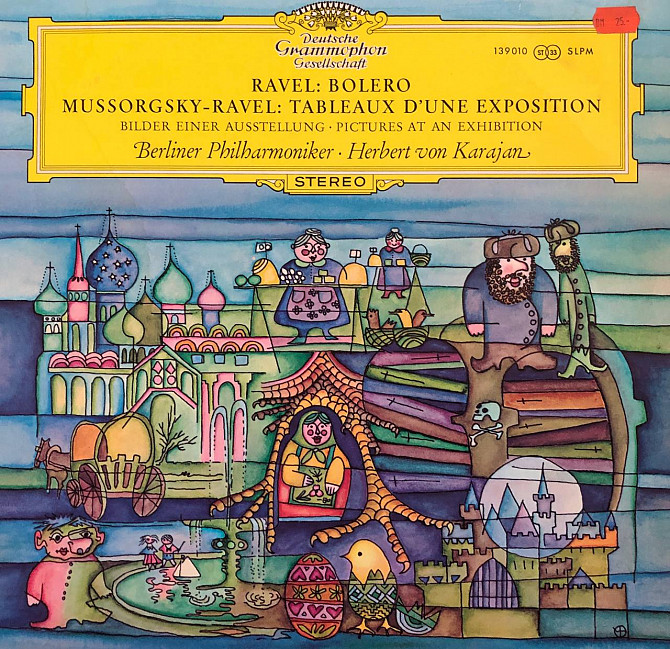 DM 25.-
Deutsche
Grammophon
Gesellschaft
139010 ST 33 SLPM
RAVEL: BOLERO
MUSSORGSKY-RAVEL: TABLEAUX D'UNE EXPOSITION
BILDER EINER AUSSTELLUNG · PICTURES AT AN EXHIBITION
Berliner Philharmoniker · Herbert von Karajan
STEREO